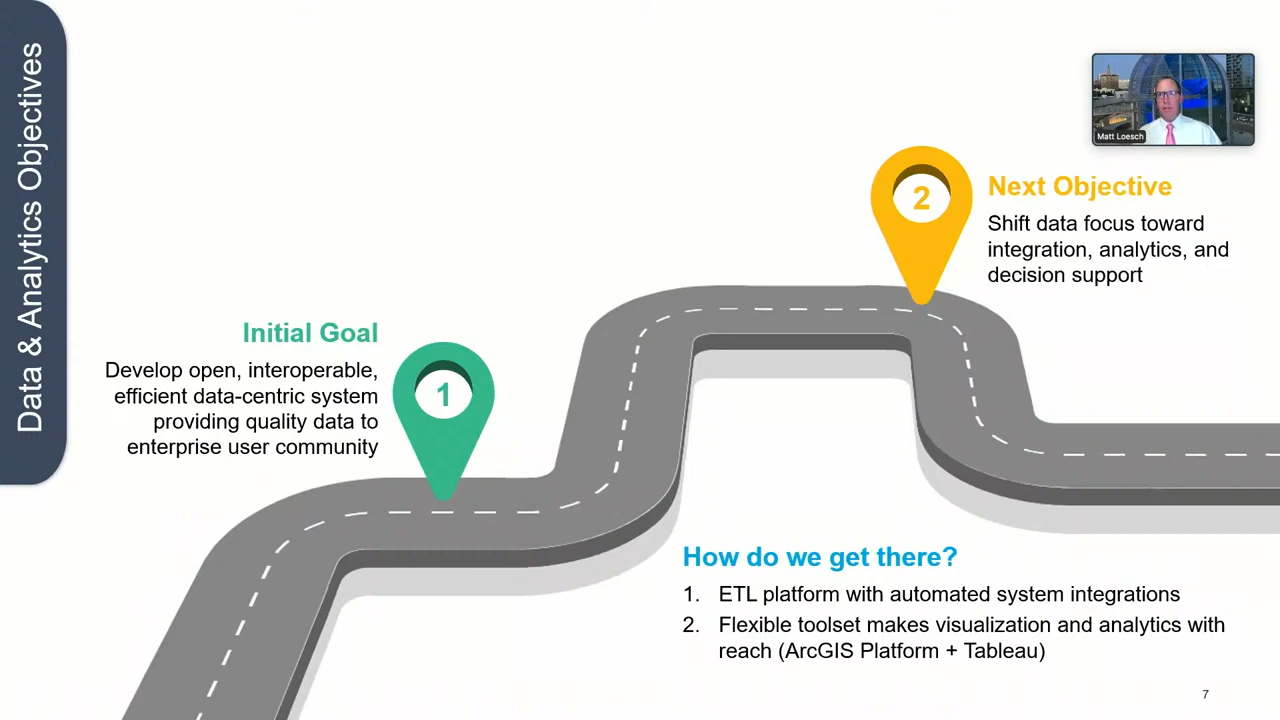 Data & Analytics Objectives
Matt Loesch
2
Next Objective
Shift data focus toward
integration, analytics, and
decision support
Initial Goal
Develop open, interoperable,
efficient data-centric system
providing quality data to
enterprise user community
1
How do we get there?
1. ETL platform with automated system integrations
2. Flexible toolset makes visualization and analytics with
reach (ArcGIS Platform + Tableau)
7